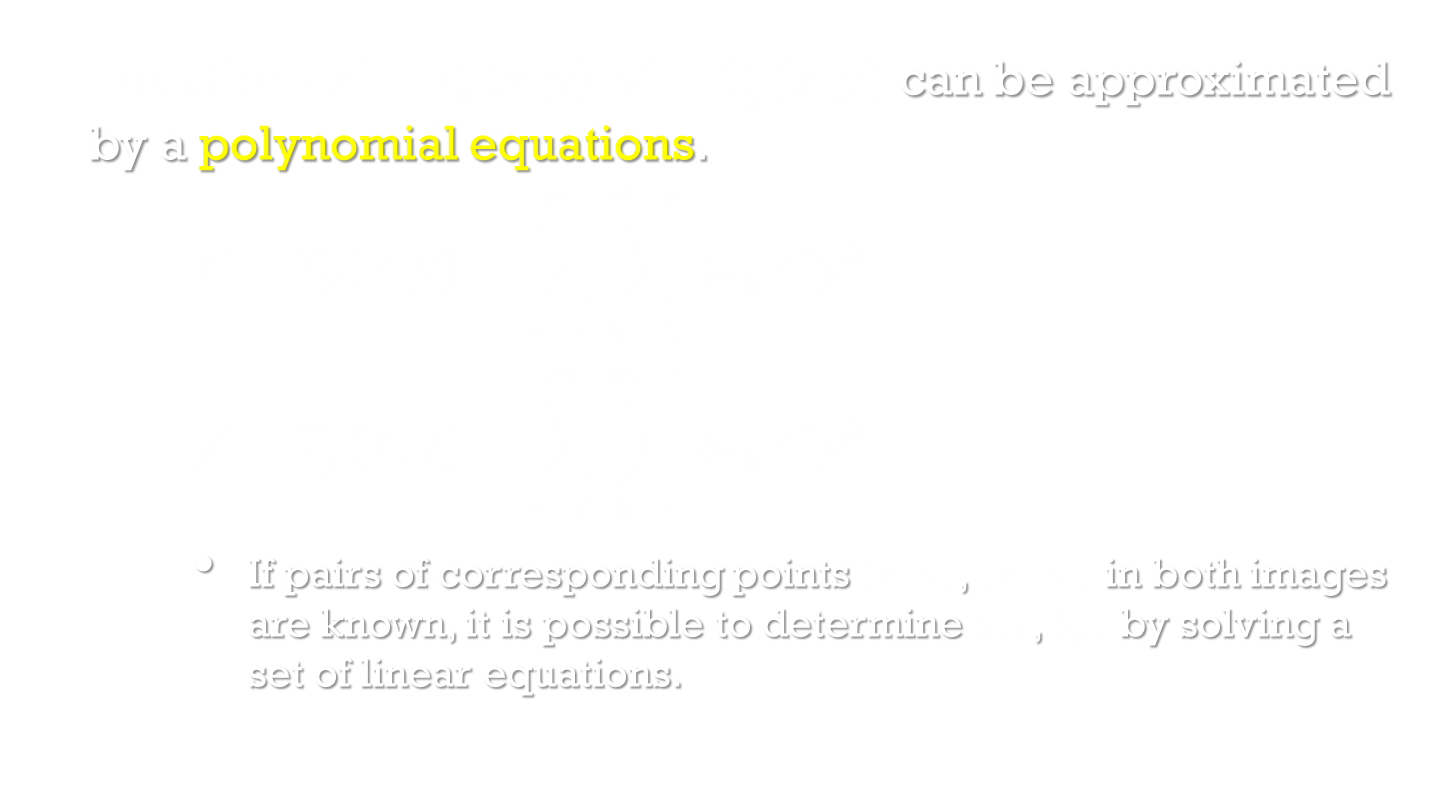 can be approximated
by a polynomial equations.
• If pairs of corresponding points , in both images
are known, it is possible to determine , by solving a
set of linear equations.